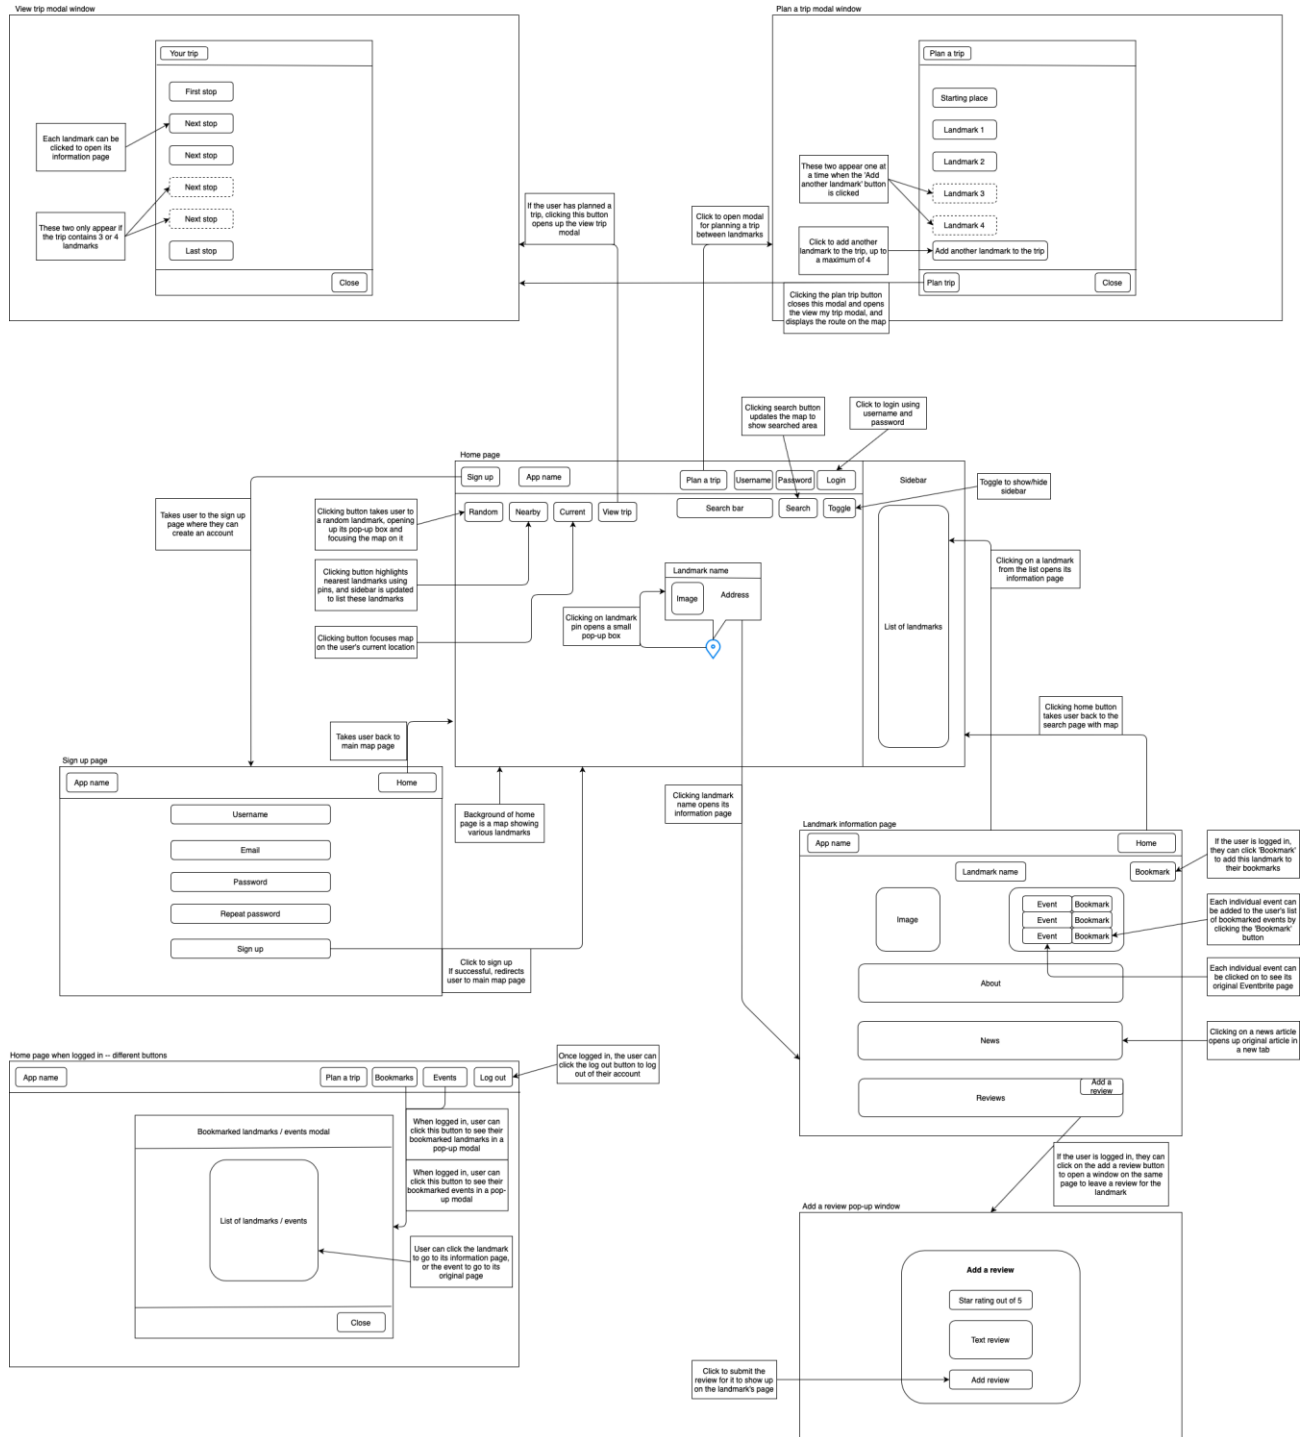 View trip modal window
Your trip
First stop
Next stop
Next stop
Next stop
Next stop
Last stop
Close
Each landmark can be
clicked to open its
information page
These two only appear if
the trip contains 3 or 4
landmarks
Plan a trip modal window
Plan a trip
Starting place
Landmark 1
Landmark 2
Landmark 3
Landmark 4
Add another landmark to the trip
Plan trip
Close
These two appear one at
a time when the 'Add
another landmark' button
is clicked
Click to add another
landmark to the trip, up to
a maximum of 4
If the user has planned a
trip, clicking this button
opens up the view trip
modal
Click to open modal
for planning a trip
between landmarks
Clicking the plan trip button
closes this modal and opens
the view my trip modal, and
displays the route on the map
Clicking search button
updates the map to
show searched area
Click to login using
username and
password
Home page
Sign up
App name
Plan a trip
Username
Password
Login
Sidebar
Random
Nearby
Current
View trip
Search bar
Search
Toggle
Toggle to show/hide
sidebar
Takes user to the sign up
page where they can
create an account
Clicking button takes user to
a random landmark, opening
up its pop-up box and
focusing the map on it
Clicking button highlights
nearest landmarks using
pins, and sidebar is updated
to list these landmarks
Clicking button focuses map
on the user's current location
Landmark name
Image
Address
Clicking on landmark
pin opens a small
pop-up box
List of landmarks
Clicking on a landmark
from the list opens its
information page
Clicking home button
takes user back to the
search page with map
Takes user back to
main map page
Sign up page
App name
Home
Username
Email
Password
Repeat password
Sign up
Click to sign up
If successful, redirects
user to main map page
Background of home
page is a map showing
various landmarks
Clicking landmark
name opens its
information page
Landmark information page
App name
Home
Landmark name
Bookmark
Image
Event
Bookmark
Event
Bookmark
Event
Bookmark
About
News
Reviews
Add a
review
If the user is logged in,
they can click 'Bookmark'
to add this landmark to
their bookmarks
Each individual event can
be added to the user's list
of bookmarked events by
clicking the 'Bookmark'
button
Each individual event can
be clicked on to see its
original Eventbrite page
Clicking on a news article
opens up original article in
a new tab
Home page when logged in -- different buttons
App name
Plan a trip
Bookmarks
Events
Log out
Once logged in, the user can
click the log out button to log
out of their account
Bookmarked landmarks / events modal
List of landmarks / events
Close
When logged in, user can
click this button to see their
bookmarked landmarks in a
pop-up modal
When logged in, user can
click this button to see their
bookmarked events in a pop-
up modal
User can click the landmark
to go to its information page,
or the event to go to its
original page
If the user is logged in, they can
click on the add a review button
to open a window on the same
page to leave a review for the
landmark
Add a review pop-up window
Add a review
Star rating out of 5
Text review
Add review
Click to submit the
review for it to show up
on the landmark's page